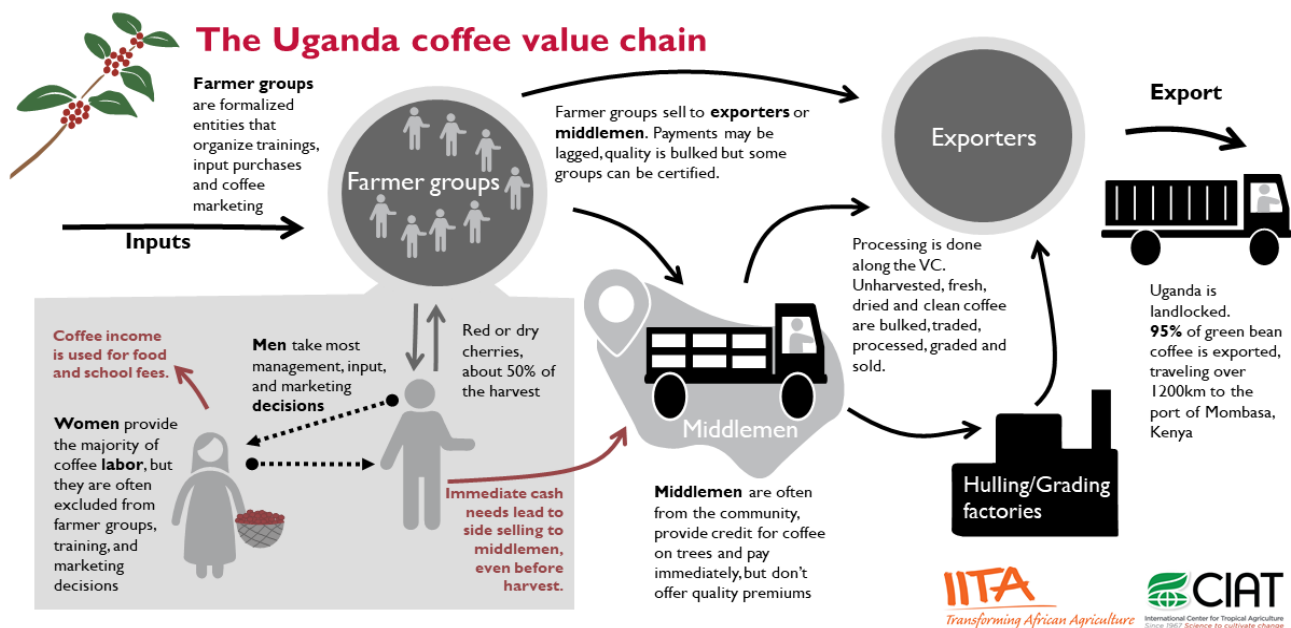 The Uganda coffee value chain
Farmer groups
are formalized
entities that
organize trainings,
input purchases
and coffee
marketing
Inputs
Farmer groups
Farmer groups sell to exporters or
middlemen. Payments may be
lagged, quality is bulked but some
groups can be certified.
Exporters
Export
Processing is done
along the VC.
Unharvested, fresh,
dried and clean coffee
are bulked, traded,
processed, graded and
sold.
Uganda is
landlocked.
95% of green bean
coffee is exported,
traveling over
1200km to the
port of Mombasa,
Kenya
Coffee income
is used for food
and school fees.
Men take most
management, input,
and marketing
decisions
Red or dry
cherries,
about 50% of
the harvest
Women provide
the majority of
coffee labor, but
they are often
excluded from
farmer groups,
training, and
marketing
decisions
Immediate cash
needs lead to
side selling to
middlemen,
even before
harvest.
Middlemen
Middlemen are often
from the community,
provide credit for coffee
on trees and pay
immediately, but don't
offer quality premiums
Hulling/Grading
factories
IITA
Transforming African Agriculture
CIAT
International Center for Tropical Agriculture
Since 1967 Science to cultivate change